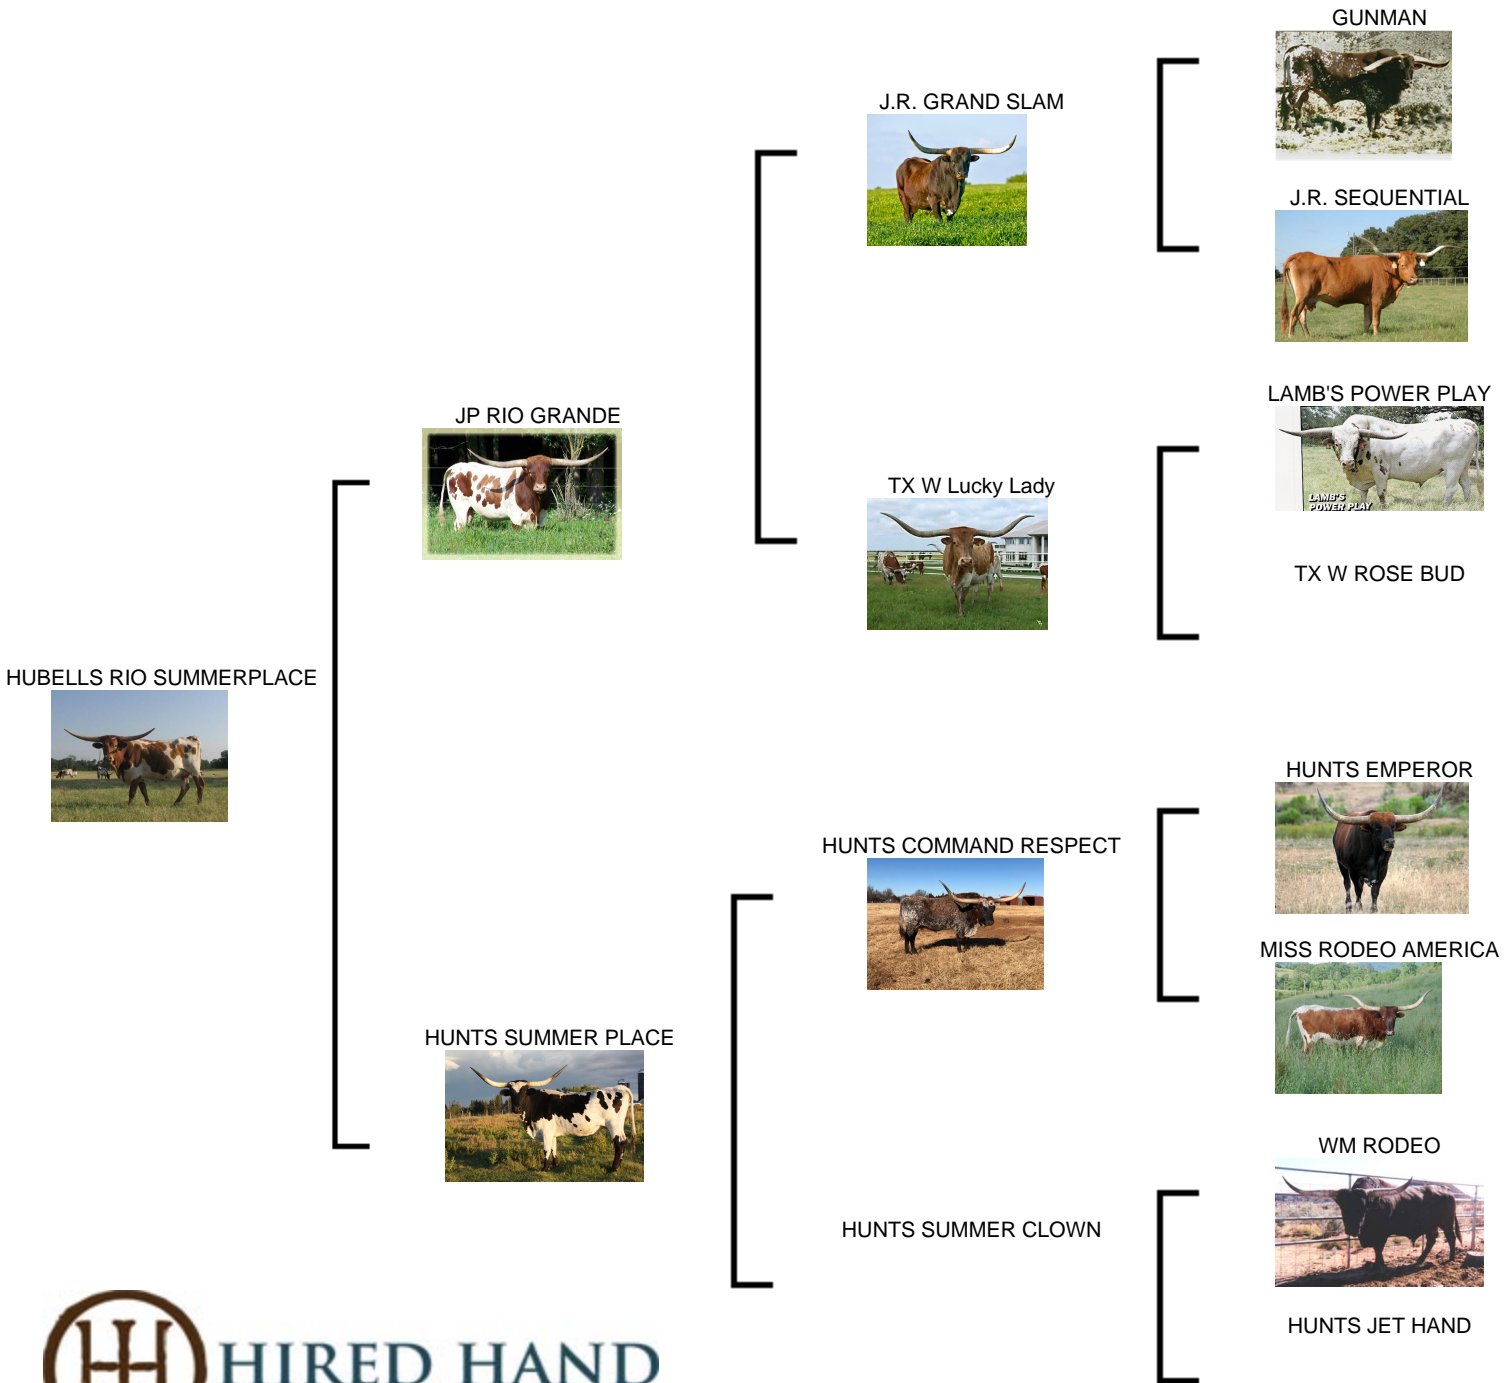 GUNMAN
J.R. GRAND SLAM
J.R. SEQUENTIAL
LAMB'S POWER PLAY
JP RIO GRANDE
TX W Lucky Lady
LAMB'S
POWER PLAY
TX W ROSE BUD
HUBELLS RIO SUMMERPLACE
HUNTS EMPEROR
HUNTS COMMAND RESPECT
MISS RODEO AMERICA
HUNTS SUMMER PLACE
WM RODEO
HUNTS SUMMER CLOWN
HUNTS JET HAND
HIRED HAND